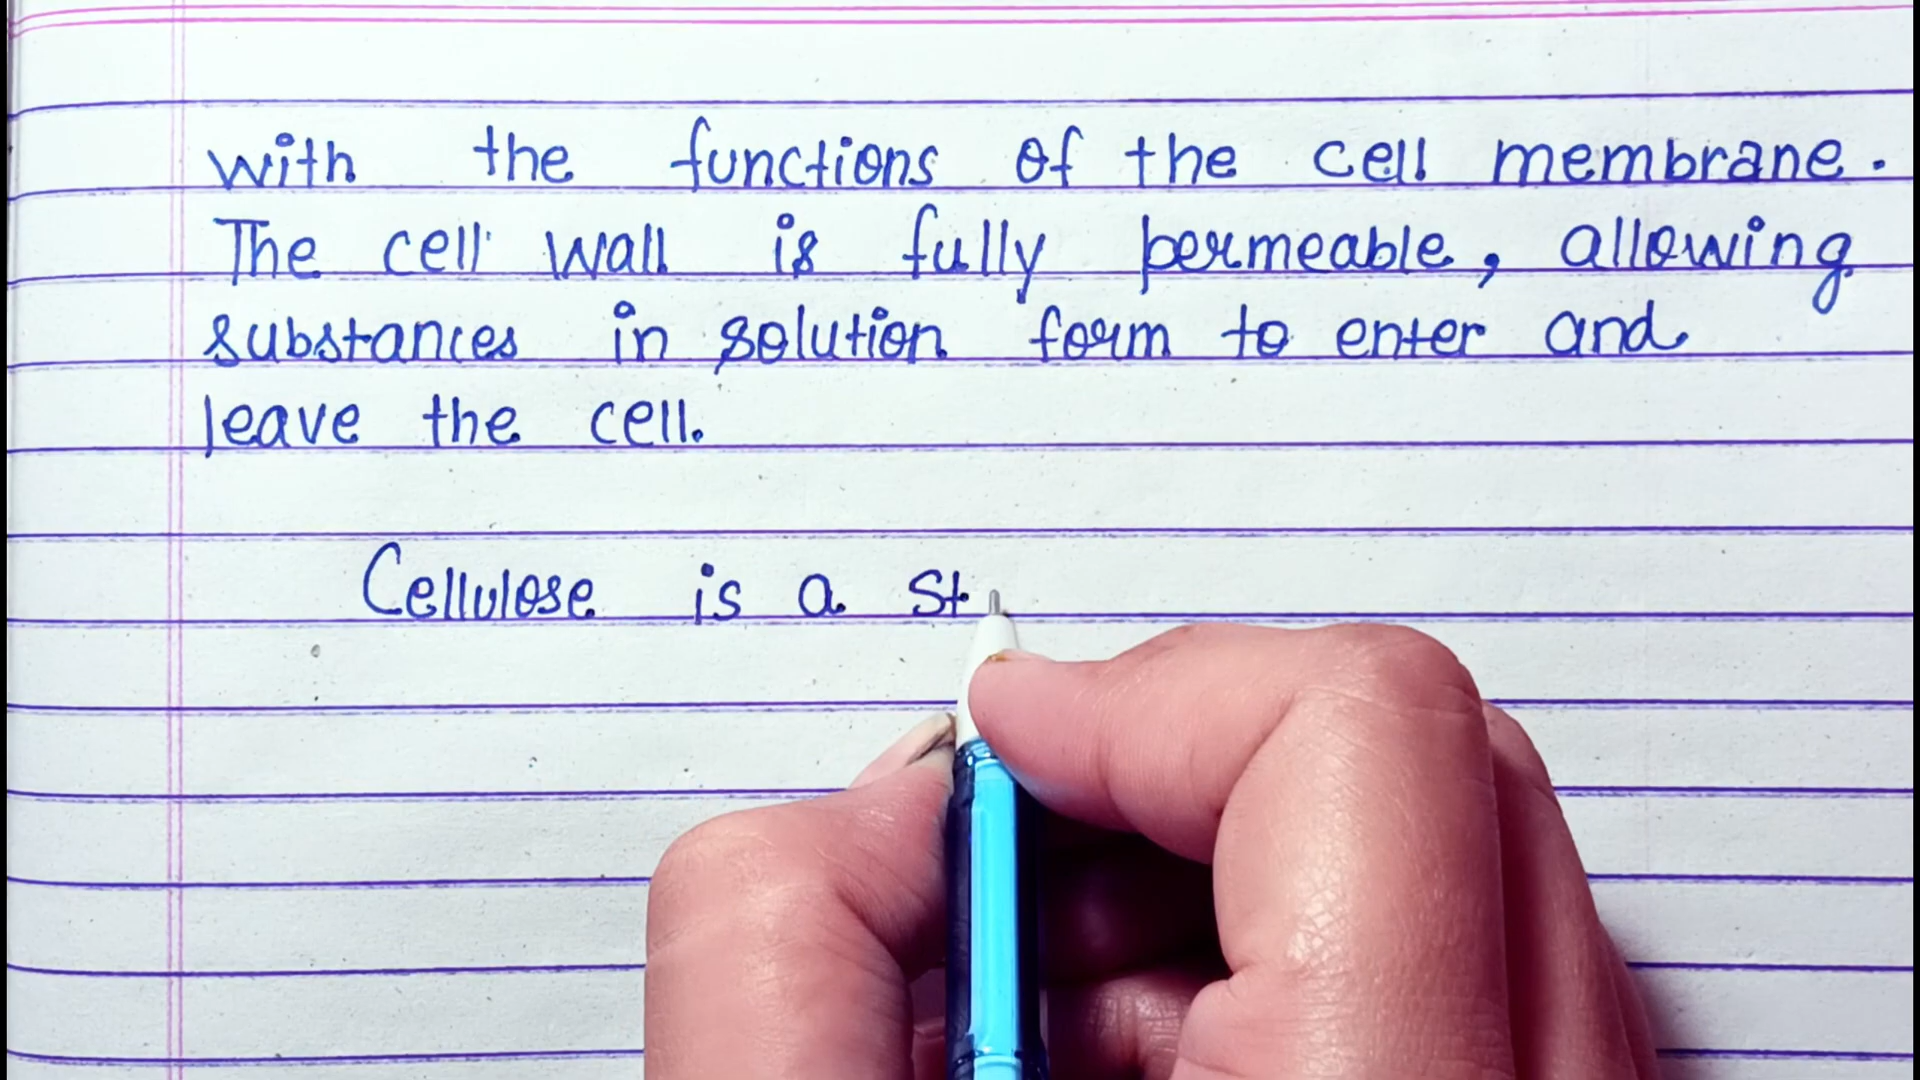 with the functions of the cell membrane.
The cell wall is fully permeable, allowing
substances in solution form to enter and
leave the cell.
Cellulose is a st